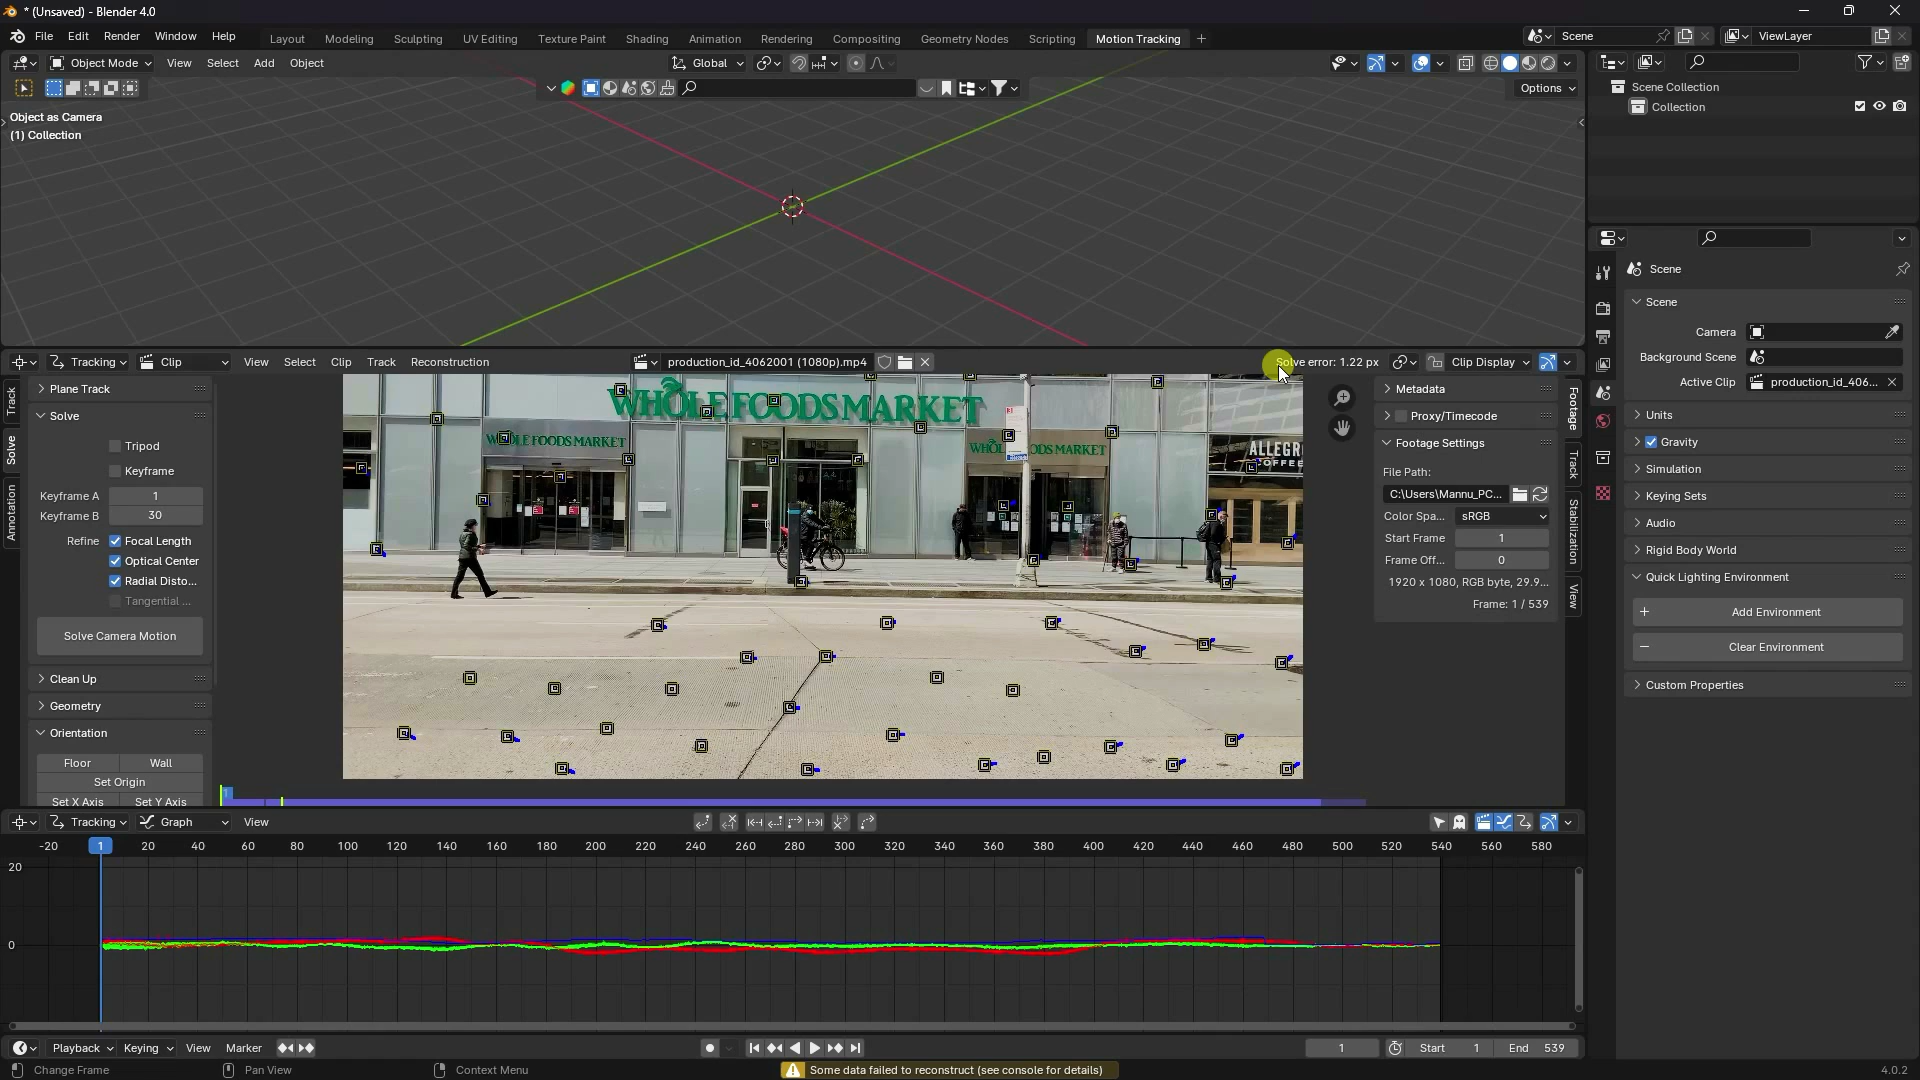 * (Unsaved) - Blender 4.0
File Edit Render Window Help Layout Modeling Sculpting UV Editing Texture Paint Shading Animation Rendering Compositing Geometry Nodes Scripting Motion Tracking + Scene ViewLayer
Object Mode View Select Add Object Global
Options
Object as Camera
(1) Collection
Scene Collection
Collection
Scene
Scene
Camera
Background Scene
Active Clip production_id_406...
Units
Gravity
Simulation
Keying Sets
Audio
Rigid Body World
Quick Lighting Environment
Add Environment
Clear Environment
Custom Properties
Tracking Clip View Select Clip Track Reconstruction production_id_4062001 (1080p).mp4 Solve error: 1.22 px Clip Display
Track
Solve
Annotation
Plane Track
Solve
Tripod
Keyframe
Keyframe A 1
Keyframe B 30
Refine Focal Length
Optical Center
Radial Disto...
Tangential ...
Solve Camera Motion
Clean Up
Geometry
Orientation
Floor Wall
Set Origin
Set X Axis Set Y Axis
WHOLE FOODS MARKET
WHOLE FOODS MARKET
ALLEGR
OFFEE
Metadata
Proxy/Timecode
Footage Settings
File Path:
C:\Users\Mannu_PC...
Color Spa... sRGB
Start Frame 1
Frame Off... 0
1920 x 1080, RGB byte, 29.9...
Frame: 1 / 539
Footage
Track
Stabilization
View
1
Tracking Graph View
-20 1 20 40 60 80 100 120 140 160 180 200 220 240 260 280 300 320 340 360 380 400 420 440 460 480 500 520 540 560 580
20
0
Playback Keying View Marker 1 Start 1 End 539
Change Frame Pan View Context Menu Some data failed to reconstruct (see console for details) 4.0.2